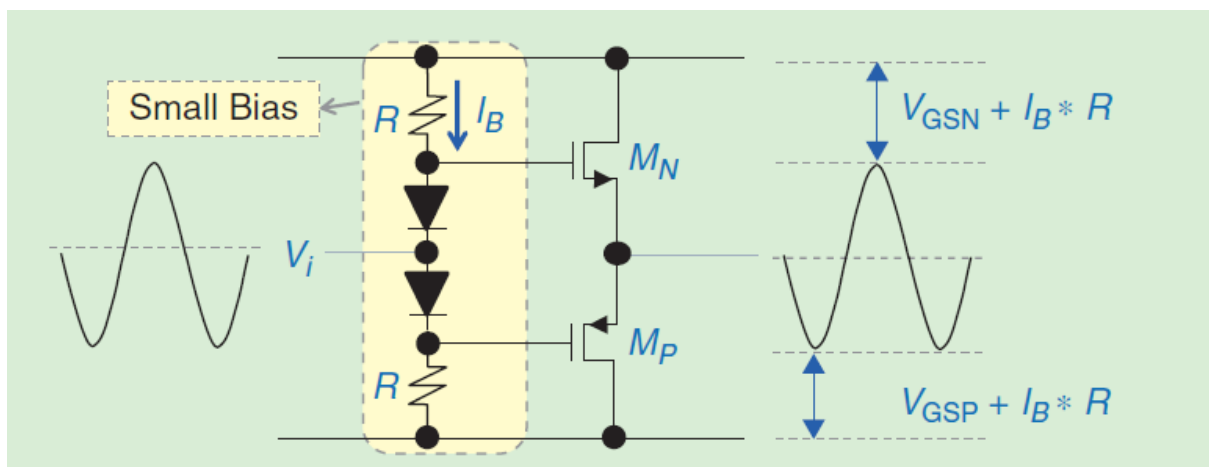 Small Bias
R
I_B
V_GSN + I_B * R
M_N
V_i
M_P
R
V_GSP + I_B * R